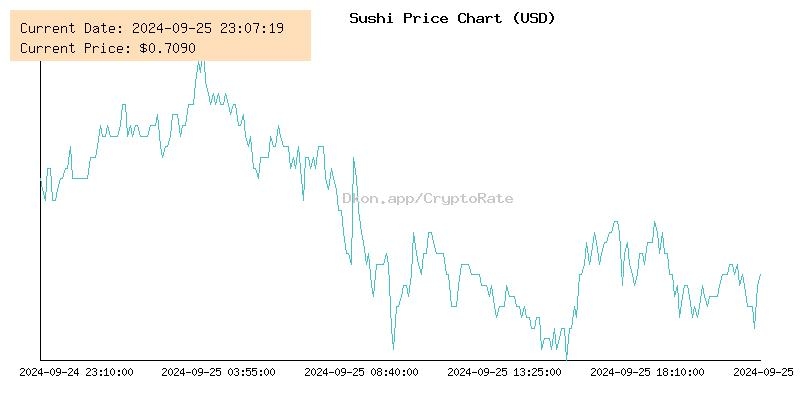 Sushi Price Chart (USD)
Current Date: 2024-09-25 23:07:19
Current Price: $0.7090
Dkon.app/CryptoRate
2024-09-24 23:10:00 2024-09-25 03:55:00 2024-09-25 08:40:00 2024-09-25 13:25:00 2024-09-25 18:10:00 2024-09-25